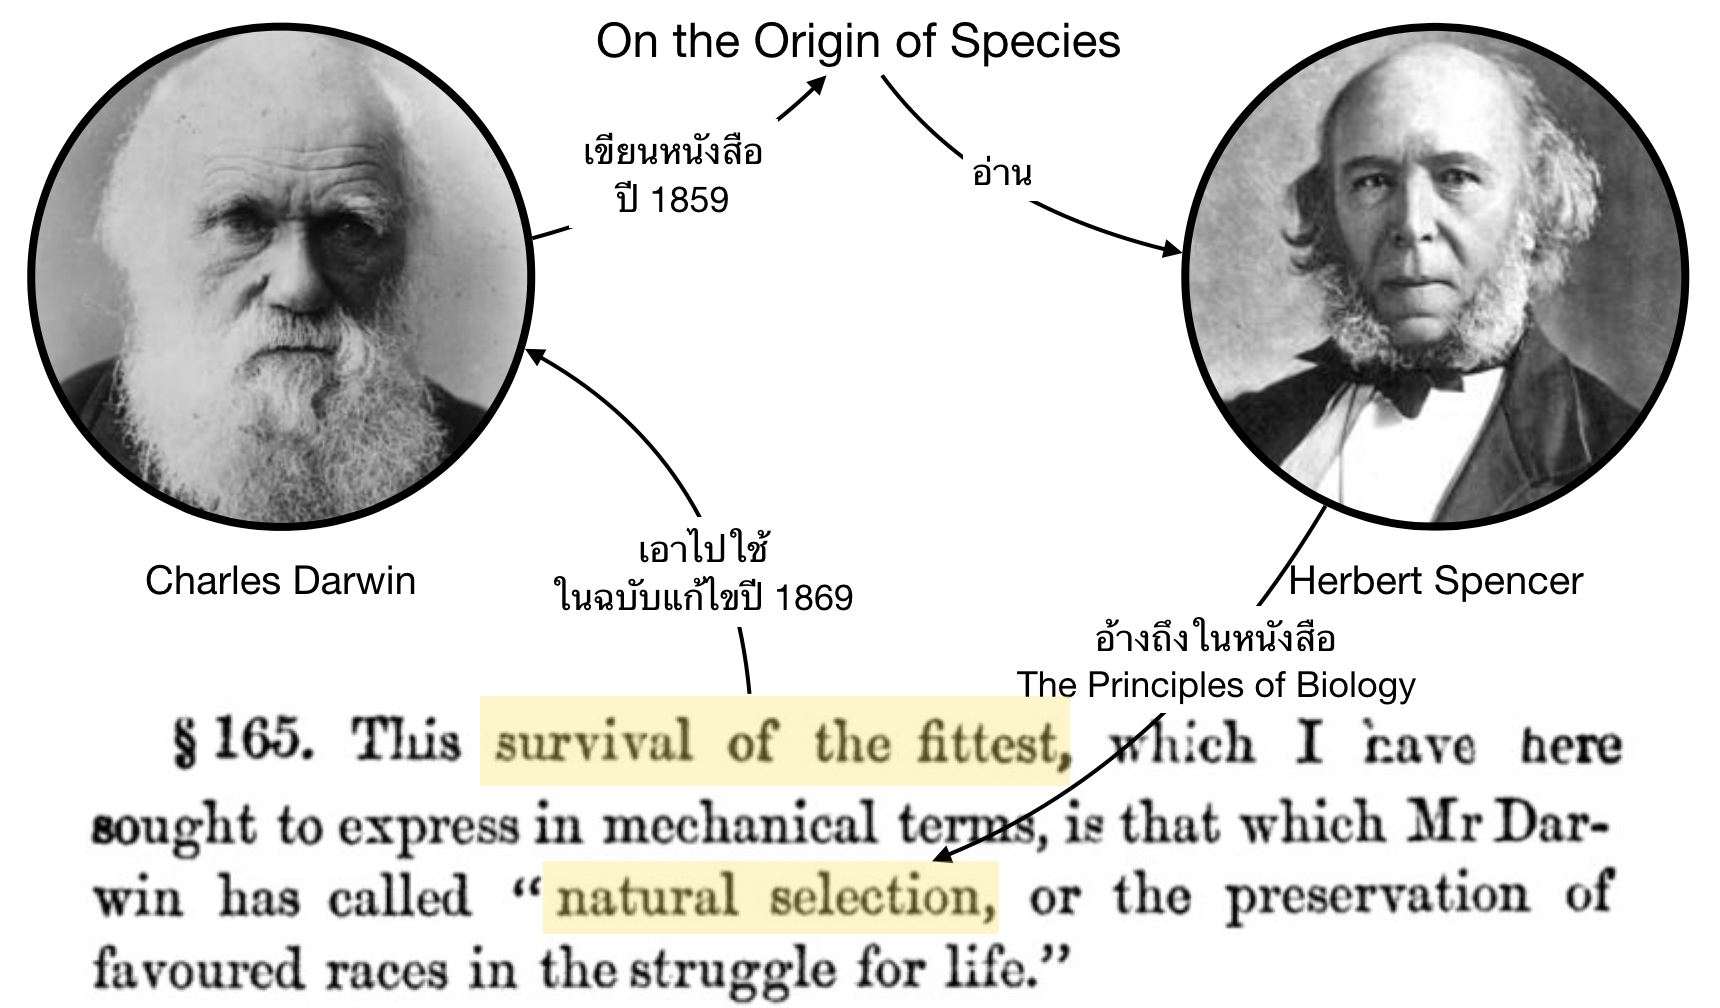 On the Origin of Species
เขียนหนังสือ
ปี 1859
อ่าน
Charles Darwin
Herbert Spencer
เอาไปใช้
ในฉบับแก้ไขปี 1869
อ้างถึงในหนังสือ
The Principles of Biology
§ 165. This survival of the fittest, which I have here
sought to express in mechanical terms, is that which Mr Dar-
win has called “natural selection, or the preservation of
favoured races in the struggle for life.”